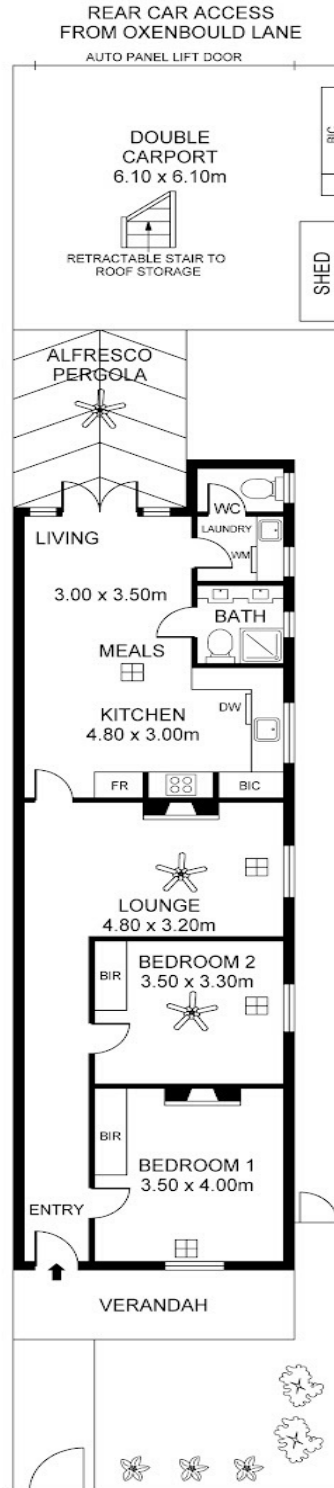 REAR CAR ACCESS
FROM OXENBOULD LANE
AUTO PANEL LIFT DOOR
BIC
DOUBLE
CARPORT
6.10 x 6.10m
RETRACTABLE STAIR TO
ROOF STORAGE
SHED
ALFRESCO
PERGOLA
WC
LIVING
LAUNDRY
WM
3.00 x 3.50m
BATH
MEALS
KITCHEN
4.80 x 3.00m
DW
FR
BIC
LOUNGE
4.80 x 3.20m
BIR
BEDROOM 2
3.50 x 3.30m
BIR
BEDROOM 1
3.50 x 4.00m
ENTRY
VERANDAH